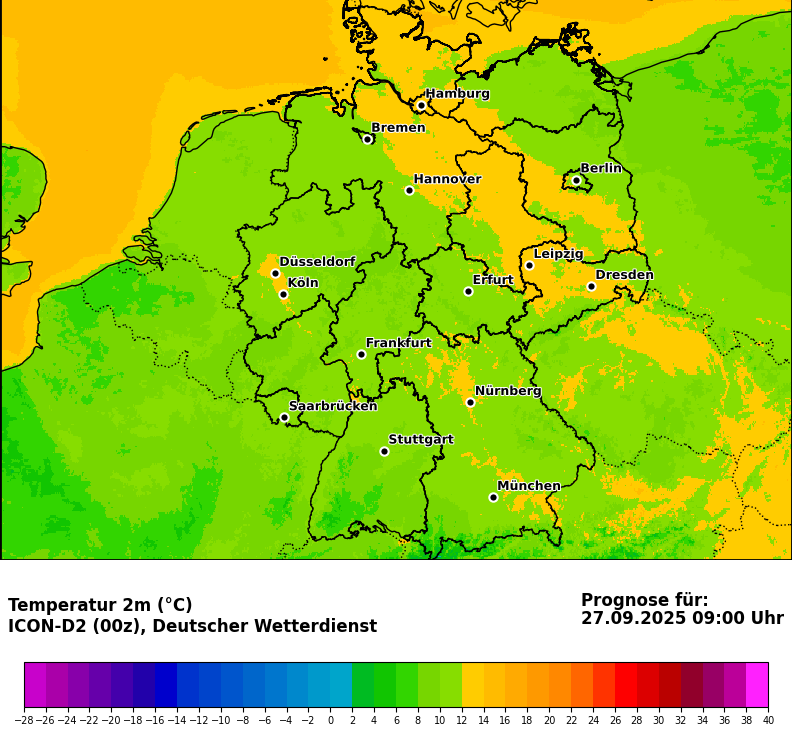 Hamburg
Bremen
Berlin
Hannover
Düsseldorf
Leipzig
Köln
Erfurt
Dresden
Frankfurt
Nürnberg
Saarbrücken
Stuttgart
München
Temperatur 2m (°C)
ICON-D2 (00z), Deutscher Wetterdienst
Prognose für:
27.09.2025 09:00 Uhr
−28 −26 −24 −22 −20 −18 −16 −14 −12 −10 −8 −6 −4 −2 0 2 4 6 8 10 12 14 16 18 20 22 24 26 28 30 32 34 36 38 40